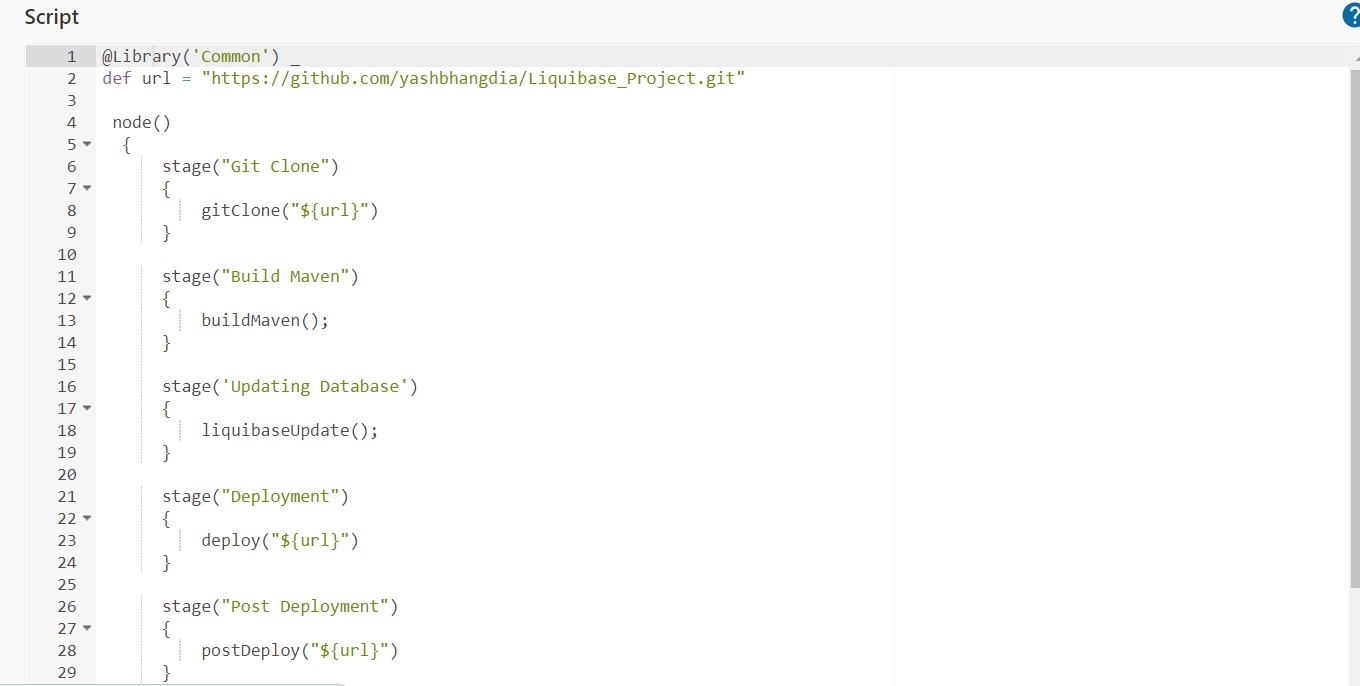 Script
?
1 @Library('Common') _
2 def url = "https://github.com/yashbhangdia/Liquibase_Project.git"
3
4 node()
5 {
6 stage("Git Clone")
7 {
8 gitClone("${url}")
9 }
10
11 stage("Build Maven")
12 {
13 buildMaven();
14 }
15
16 stage('Updating Database')
17 {
18 liquibaseUpdate();
19 }
20
21 stage("Deployment")
22 {
23 deploy("${url}")
24 }
25
26 stage("Post Deployment")
27 {
28 postDeploy("${url}")
29 }